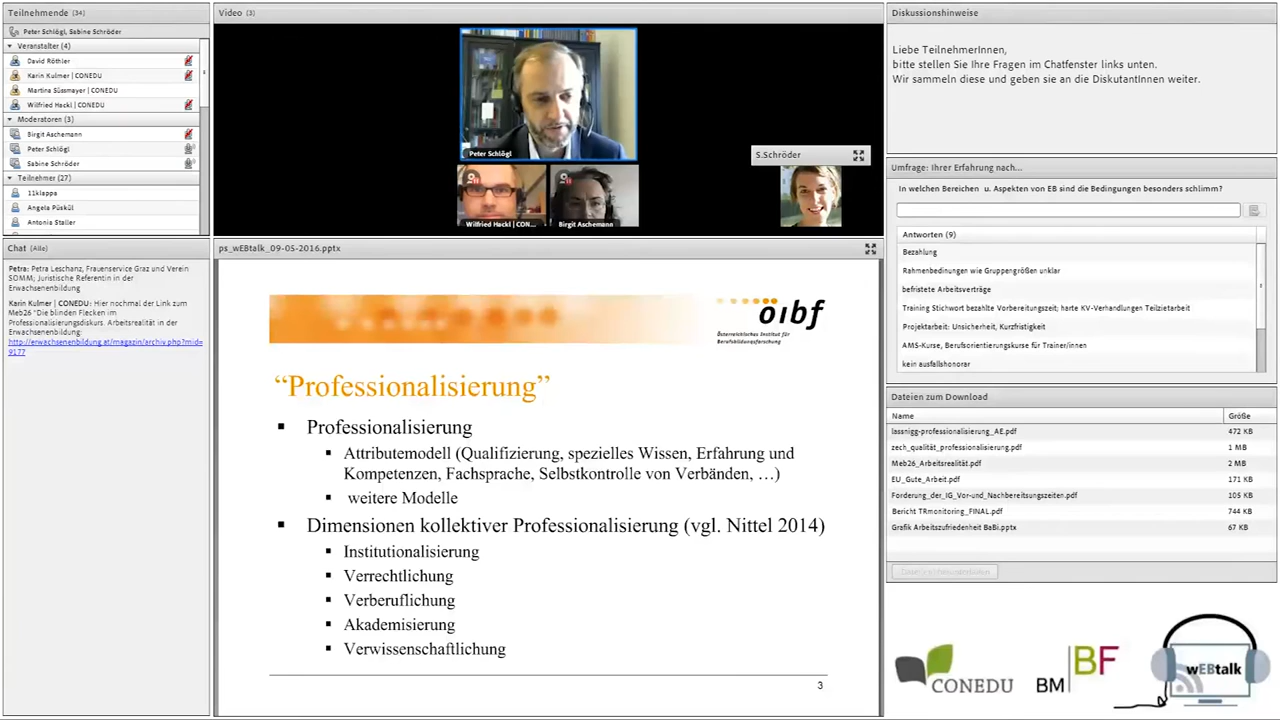 Teilnehmende (34)
Peter Schlögl, Sabine Schröder
Veranstalter (4)
David Röthler
Karin Kulmer | CONEDU
Martina Süssmayer | CONEDU
Wilfried Hackl | CONEDU
Moderatoren (3)
Birgit Aschemann
Peter Schlögl
Sabine Schröder
Teilnehmer (27)
11klappa
Angela Püskül
Antonia Staller
Chat (Alle)
Petra: Petra Leschanz, Frauenservice Graz und Verein
SOMM; Juristische Referentin in der
Erwachsenenbildung
Karin Kulmer | CONEDU: Hier nochmal der Link zum
Meb26 "Die blinden Flecken im
Professionalisierungsdiskurs. Arbeitsrealität in der
Erwachsenenbildung:
http://erwachsenenbildung.at/magazin/archiv.php?mid=
9177
Video (3)
Peter Schlögl
Wilfried Hackl | CON...
Birgit Aschemann
S.Schröder
ps_wEBtalk_09-05-2016.pptx
öibf
Österreichisches Institut für
Berufsbildungsforschung
“Professionalisierung”
▪ Professionalisierung
▪ Attributemodell (Qualifizierung, spezielles Wissen, Erfahrung und
Kompetenzen, Fachsprache, Selbstkontrolle von Verbänden, …)
▪ weitere Modelle
▪ Dimensionen kollektiver Professionalisierung (vgl. Nittel 2014)
▪ Institutionalisierung
▪ Verrechtlichung
▪ Verberuflichung
▪ Akademisierung
▪ Verwissenschaftlichung
3
Diskussionshinweise
Liebe TeilnehmerInnen,
bitte stellen Sie Ihre Fragen im Chatfenster links unten.
Wir sammeln diese und geben sie an die DiskutantInnen weiter.
Umfrage: Ihrer Erfahrung nach...
In welchen Bereichen u. Aspekten von EB sind die Bedingungen besonders schlimm?
Antworten (9)
Bezahlung
Rahmenbedingungen wie Gruppengrößen unklar
befristete Arbeitsverträge
Training Stichwort bezahlte Vorbereitungszeit; harte KV-Verhandlungen Teilzietarbeit
Projektarbeit: Unsicherheit, Kurzfristigkeit
AMS-Kurse, Berufsorientierungskurse für Trainer/innen
kein ausfallshonorar
Dateien zum Download
Name Größe
lassnigg-professionalisierung_AE.pdf 472 KB
zech_qualität_professionalisierung.pdf 1 MB
Meb26_Arbeitsrealität.pdf 2 MB
EU_Gute_Arbeit.pdf 171 KB
Forderung_der_IG_Vor-und_Nachbereitungszeiten.pdf 105 KB
Bericht TRmonitoring_FINAL.pdf 744 KB
Grafik Arbeitszufriedenheit BaBi.pptx 67 KB
CONEDU
BM BF
wEBtalk